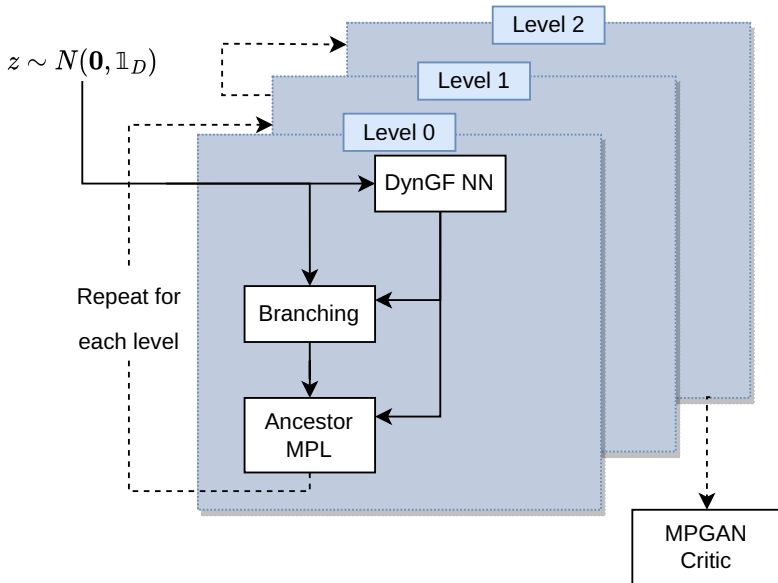 Level 2
z ∼ N(𝟎, 𝟙_D)
Level 1
Level 0
DynGF NN
Repeat for
each level
Branching
Ancestor
MPL
MPGAN
Critic